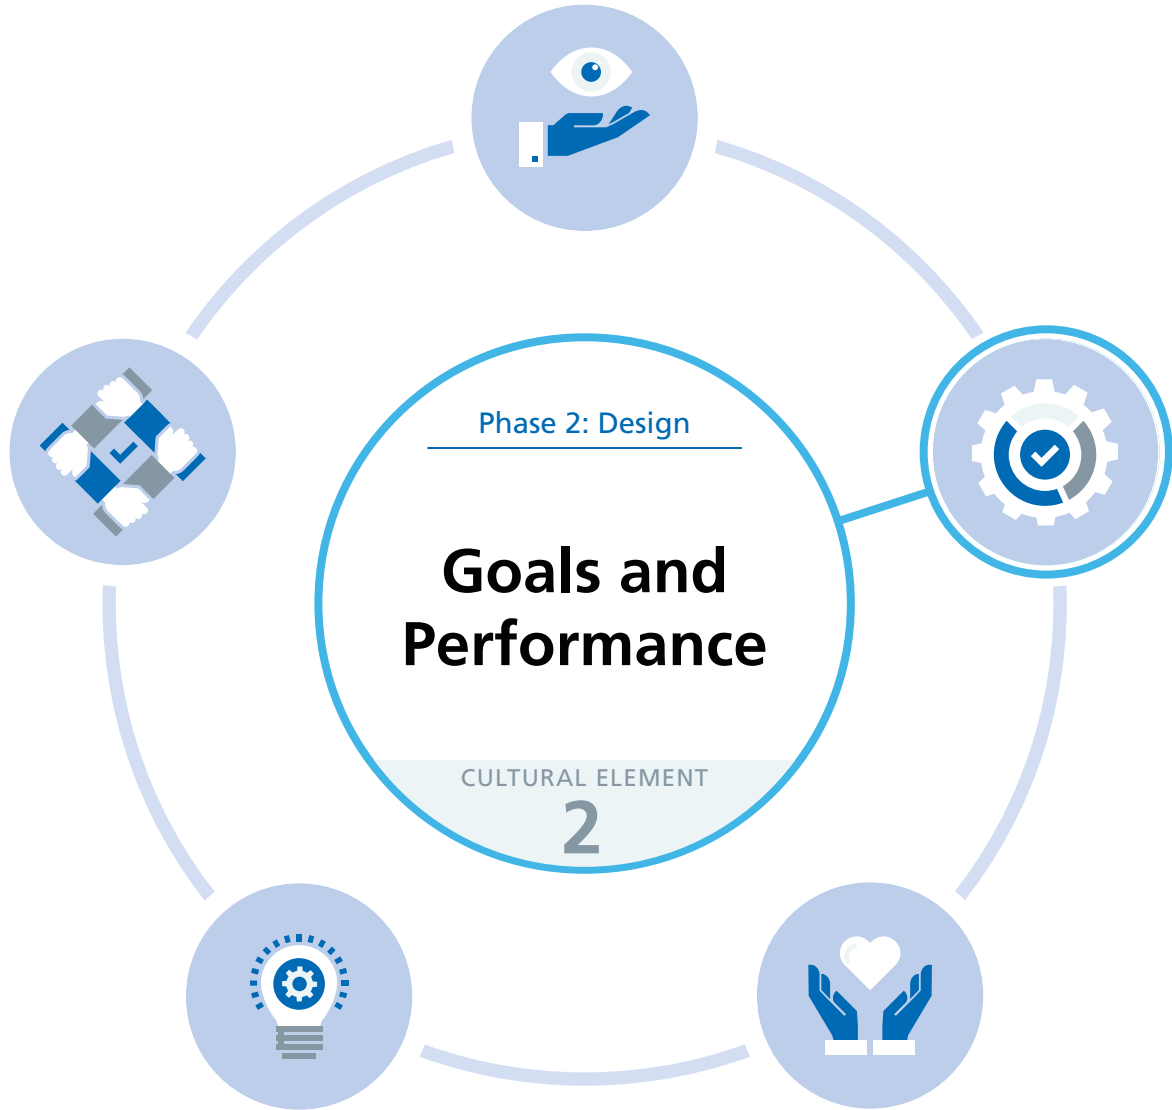 Phase 2: Design
Goals and
Performance
CULTURAL ELEMENT
2